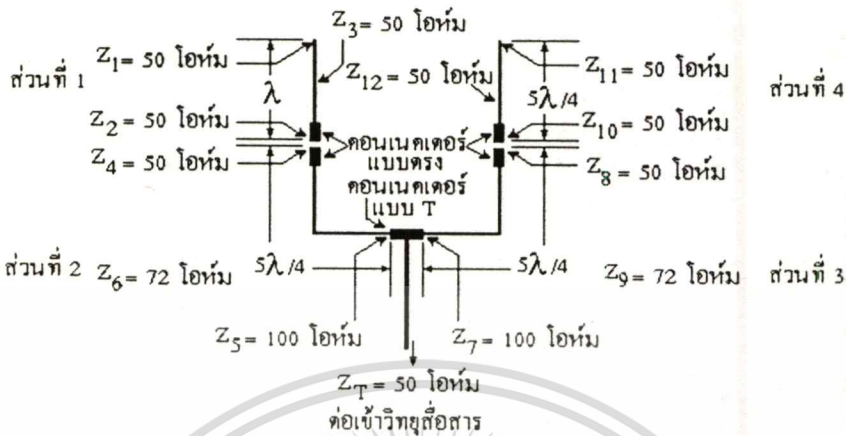 Z3 = 50 โอห์ม
Z1 = 50 โอห์ม
Z11 = 50 โอห์ม
ส่วนที่ 1
λ
Z12 = 50 โอห์ม
5λ/4
ส่วนที่ 4
Z2 = 50 โอห์ม
Z10 = 50 โอห์ม
Z4 = 50 โอห์ม
คอนเนคเตอร์
แบบตรง
Z8 = 50 โอห์ม
คอนเนคเตอร์
แบบ T
ส่วนที่ 2
Z6 = 72 โอห์ม
5λ/4
5λ/4
Z9 = 72 โอห์ม
ส่วนที่ 3
Z5 = 100 โอห์ม
Z7 = 100 โอห์ม
ZT = 50 โอห์ม
ต่อเข้าวิทยุสื่อสาร